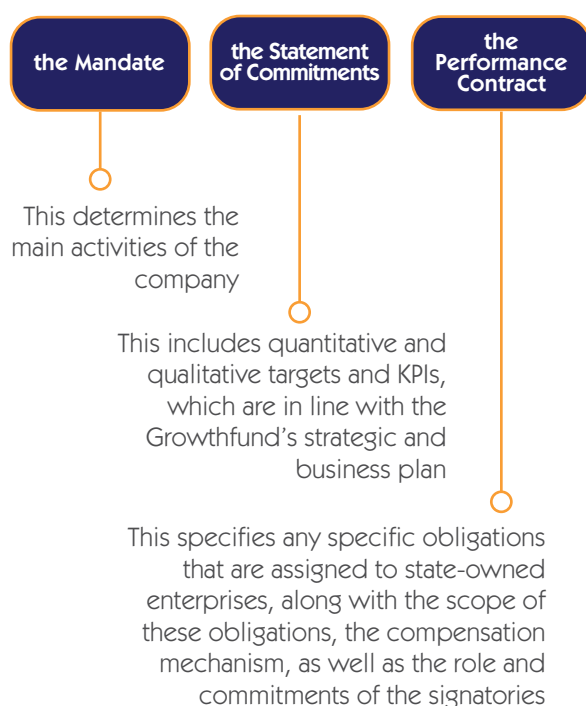 the Mandate
This determines the
main activities of the
company
the Statement
of Commitments
This includes quantitative and
qualitative targets and KPIs,
which are in line with the
Growthfund's strategic and
business plan
the
Performance
Contract
This specifies any specific obligations
that are assigned to state-owned
enterprises, along with the scope of
these obligations, the compensation
mechanism, as well as the role and
commitments of the signatories